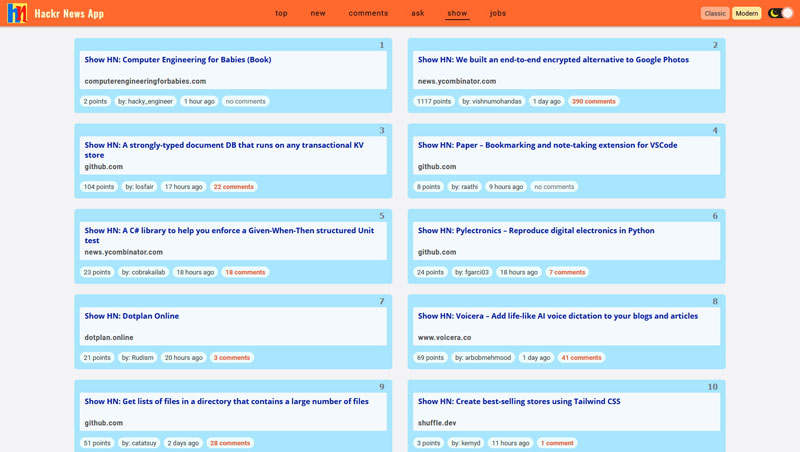 Hackr News App
top new comments ask show jobs
Classic Modern
1
Show HN: Computer Engineering for Babies (Book)
computerengineeringforbabies.com
2 points by: hacky_engineer 1 hour ago no comments
2
Show HN: We built an end-to-end encrypted alternative to Google Photos
news.ycombinator.com
1117 points by: vishnumohandas 1 day ago 390 comments
3
Show HN: A strongly-typed document DB that runs on any transactional KV
store
github.com
104 points by: losfair 17 hours ago 22 comments
4
Show HN: Paper – Bookmarking and note-taking extension for VSCode
github.com
8 points by: raathi 9 hours ago no comments
5
Show HN: A C# library to help you enforce a Given-When-Then structured Unit
test
news.ycombinator.com
23 points by: cobrakailab 18 hours ago 18 comments
6
Show HN: Pylectronics – Reproduce digital electronics in Python
github.com
24 points by: fgarci03 18 hours ago 7 comments
7
Show HN: Dotplan Online
dotplan.online
21 points by: Rudism 20 hours ago 3 comments
8
Show HN: Voicera – Add life-like AI voice dictation to your blogs and articles
www.voicera.co
69 points by: arbobmehmood 1 day ago 41 comments
9
Show HN: Get lists of files in a directory that contains a large number of files
github.com
51 points by: catatsuy 2 days ago 28 comments
10
Show HN: Create best-selling stores using Tailwind CSS
shuffle.dev
3 points by: kemyd 11 hours ago 1 comment